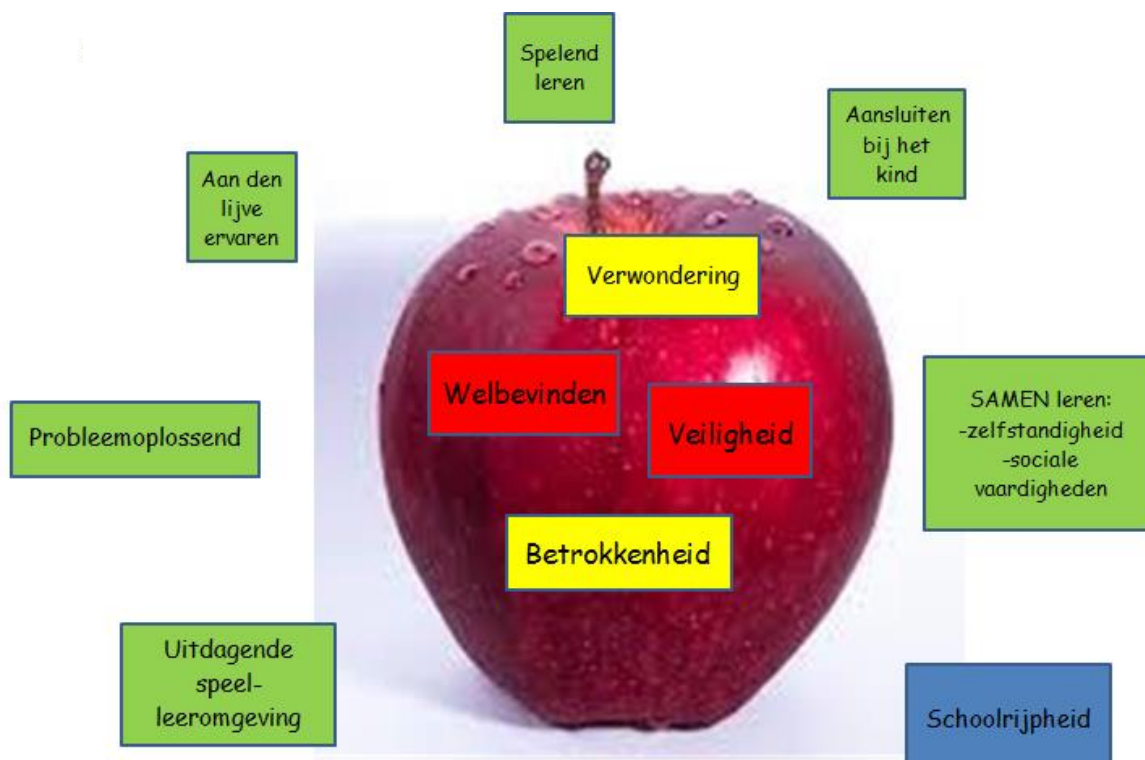 Spelend
leren
Aansluiten
bij het
kind
Aan den
lijve
ervaren
Verwondering
Welbevinden
Veiligheid
Probleemoplossend
SAMEN leren:
-zelfstandigheid
-sociale
vaardigheden
Betrokkenheid
Uitdagende
speel-
leeromgeving
Schoolrijpheid